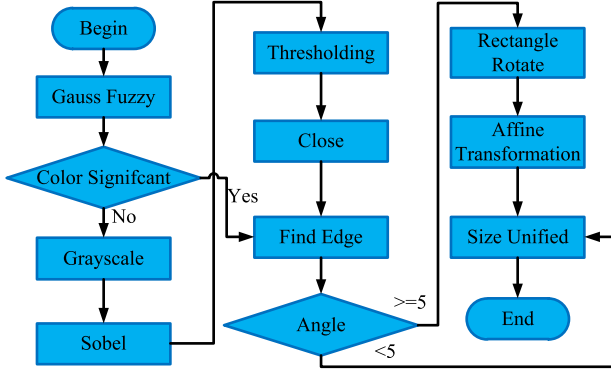 Begin
Gauss Fuzzy
Color Signifcant
Yes
No
Grayscale
Sobel
Thresholding
Close
Find Edge
Angle
>=5
<5
Rectangle
Rotate
Affine
Transformation
Size Unified
End